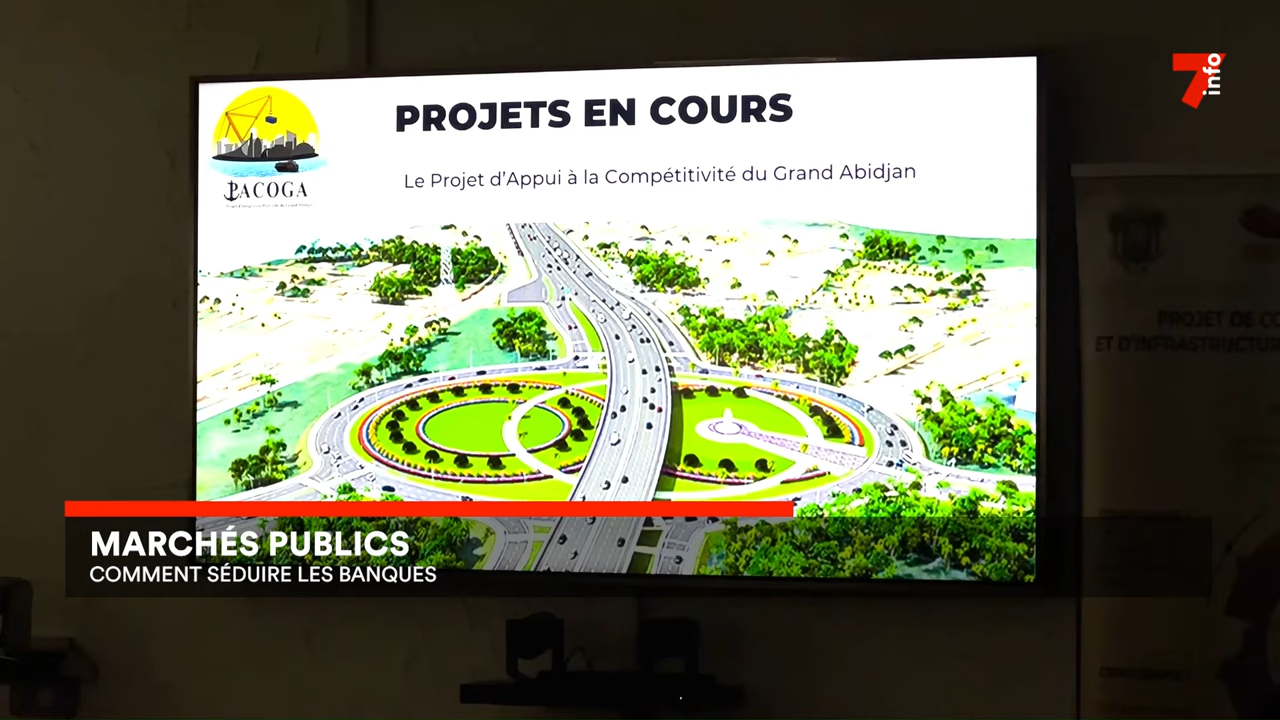 7
info
PROJETS EN COURS
Le Projet d'Appui à la Compétitivité du Grand Abidjan
PACOGA
PROJET DE
ET D'INFRASTRUCTUR
MARCHÉS PUBLICS
COMMENT SÉDUIRE LES BANQUES